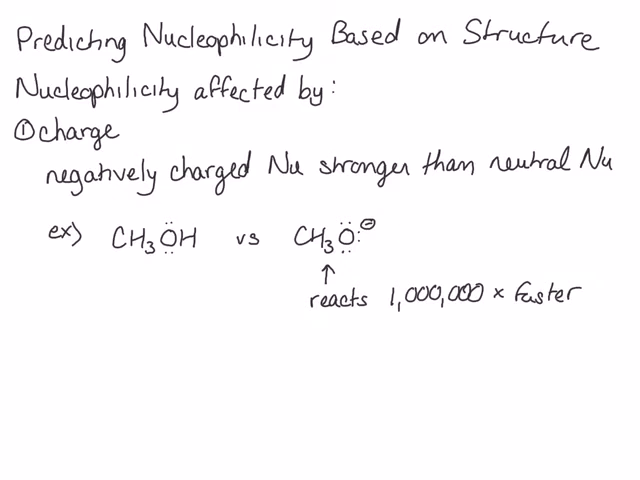 Predicting Nucleophilicity Based on Structure
Nucleophilicity affected by:
① charge
negatively charged Nu stronger than neutral Nu
ex) CH₃ÖH vs CH₃Ö:⊖
↑
reacts 1,000,000 × faster